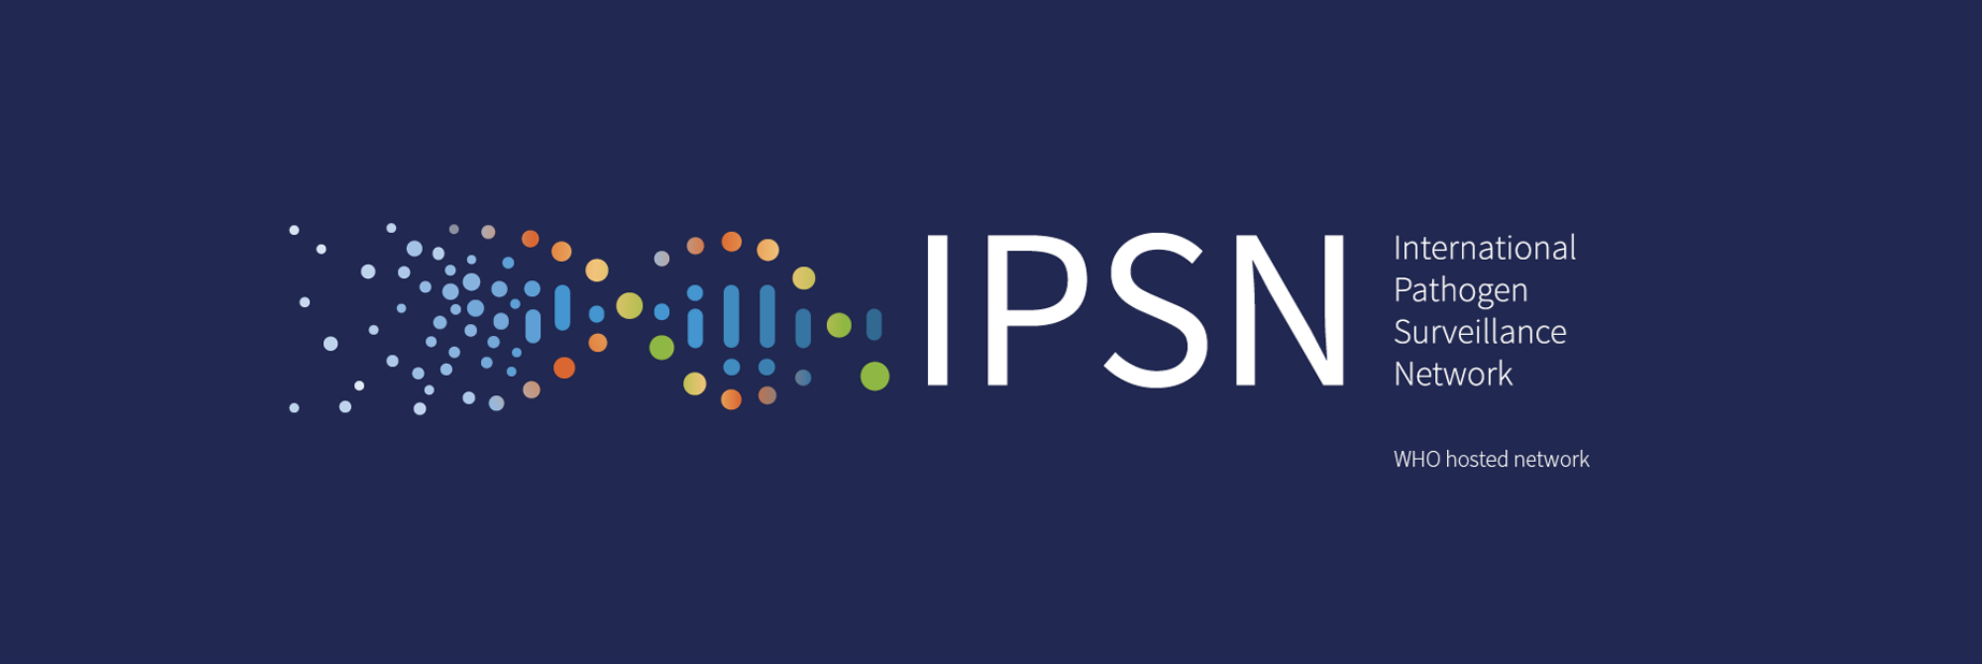 IPSN
International
Pathogen
Surveillance
Network
WHO hosted network